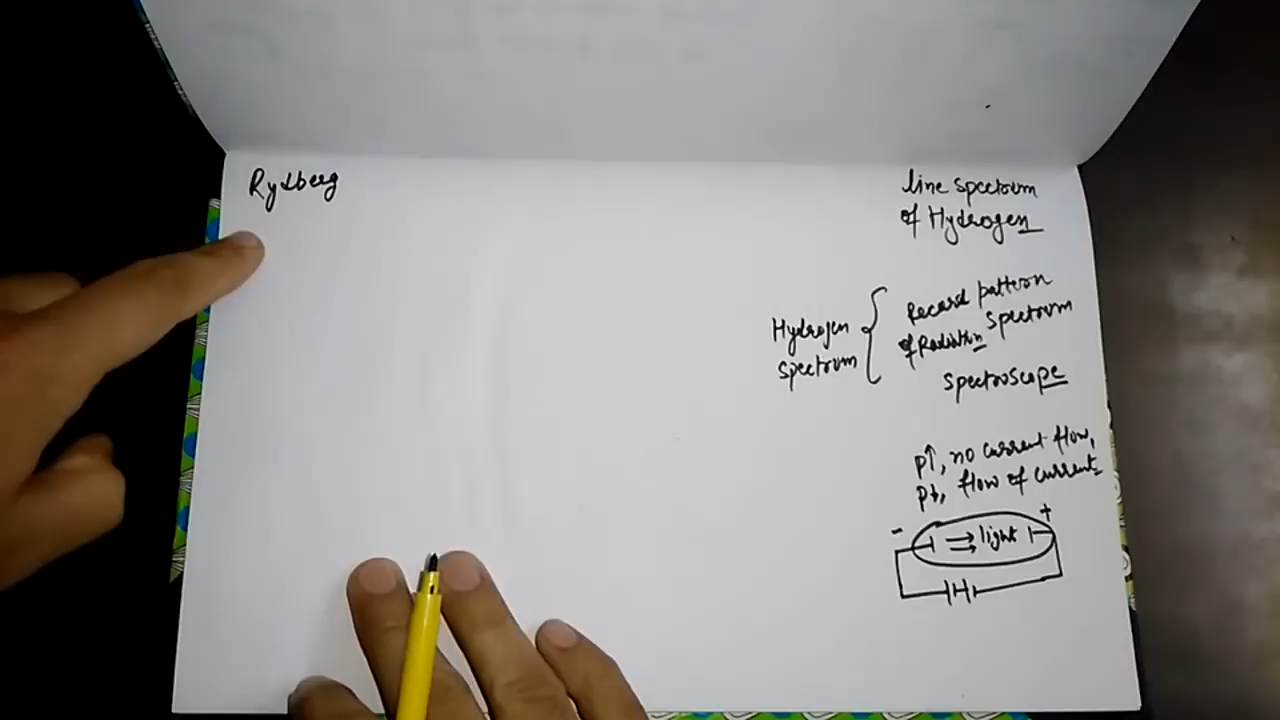 Rydberg
line spectrum
of Hydrogen
Hydrogen
spectrum
Record pattern
of Radiation spectrum
spectroscope
p↑, no current flow,
p↓, flow of current
- +
light